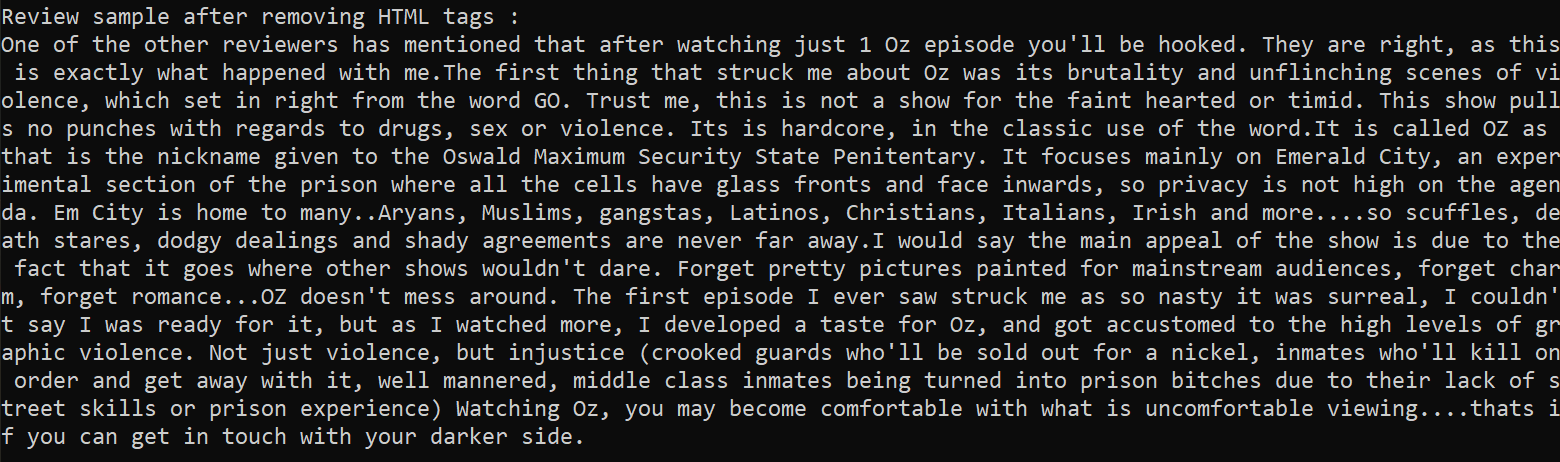 Review sample after removing HTML tags :
One of the other reviewers has mentioned that after watching just 1 Oz episode you'll be hooked. They are right, as this
 is exactly what happened with me.The first thing that struck me about Oz was its brutality and unflinching scenes of vi
olence, which set in right from the word GO. Trust me, this is not a show for the faint hearted or timid. This show pull
s no punches with regards to drugs, sex or violence. Its is hardcore, in the classic use of the word.It is called OZ as
that is the nickname given to the Oswald Maximum Security State Penitentary. It focuses mainly on Emerald City, an exper
imental section of the prison where all the cells have glass fronts and face inwards, so privacy is not high on the agen
da. Em City is home to many..Aryans, Muslims, gangstas, Latinos, Christians, Italians, Irish and more....so scuffles, de
ath stares, dodgy dealings and shady agreements are never far away.I would say the main appeal of the show is due to the
 fact that it goes where other shows wouldn't dare. Forget pretty pictures painted for mainstream audiences, forget char
m, forget romance...OZ doesn't mess around. The first episode I ever saw struck me as so nasty it was surreal, I couldn'
t say I was ready for it, but as I watched more, I developed a taste for Oz, and got accustomed to the high levels of gr
aphic violence. Not just violence, but injustice (crooked guards who'll be sold out for a nickel, inmates who'll kill on
 order and get away with it, well mannered, middle class inmates being turned into prison bitches due to their lack of s
treet skills or prison experience) Watching Oz, you may become comfortable with what is uncomfortable viewing....thats i
f you can get in touch with your darker side.